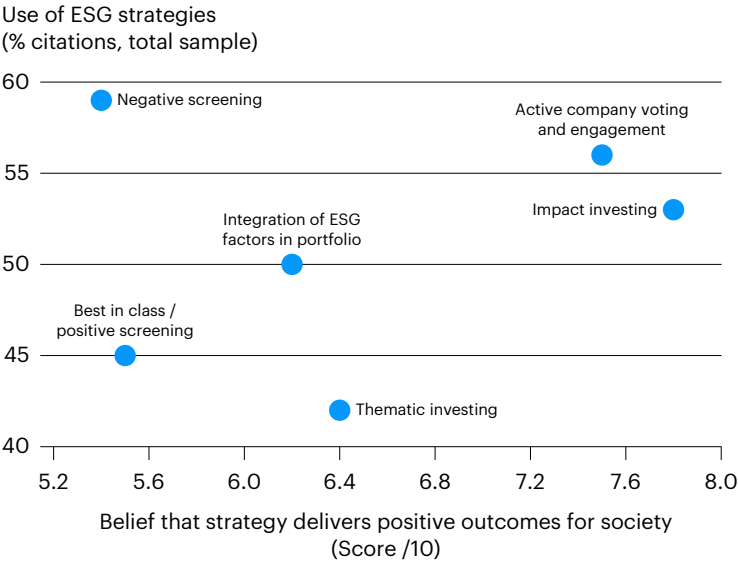 Use of ESG strategies
(% citations, total sample)
60
Negative screening
Active company voting
and engagement
55
Impact investing
Integration of ESG
factors in portfolio
50
Best in class /
positive screening
45
Thematic investing
40
5.2 5.6 6.0 6.4 6.8 7.2 7.6 8.0
Belief that strategy delivers positive outcomes for society
(Score /10)